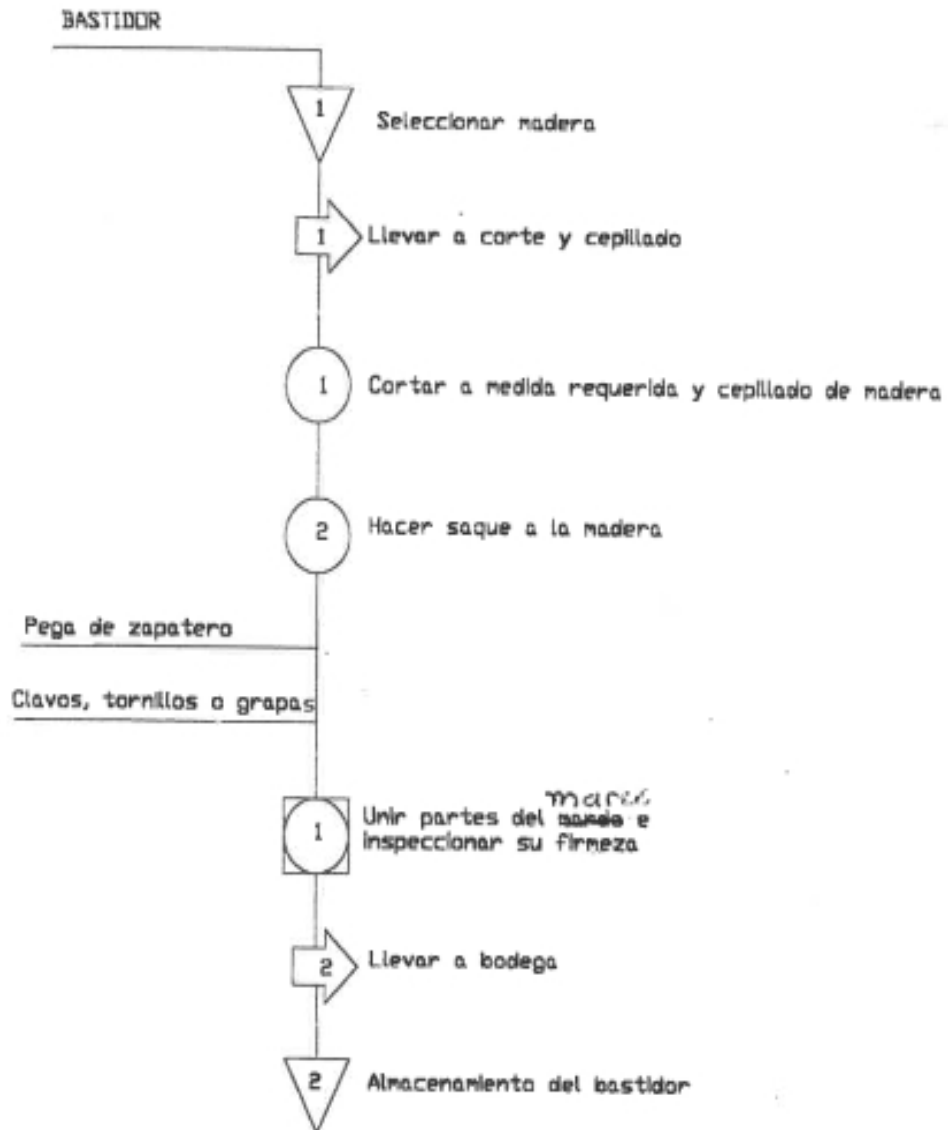 BASTIDOR
1
Seleccionar madera
1
Llevar a corte y cepillado
1
Cortar a medida requerida y cepillado de madera
2
Hacer saque a la madera
Pega de zapatero
Clavos, tornillos o grapas
marco
1
Unir partes del e
inspeccionar su firmeza
2
Llevar a bodega
2
Almacenamiento del bastidor